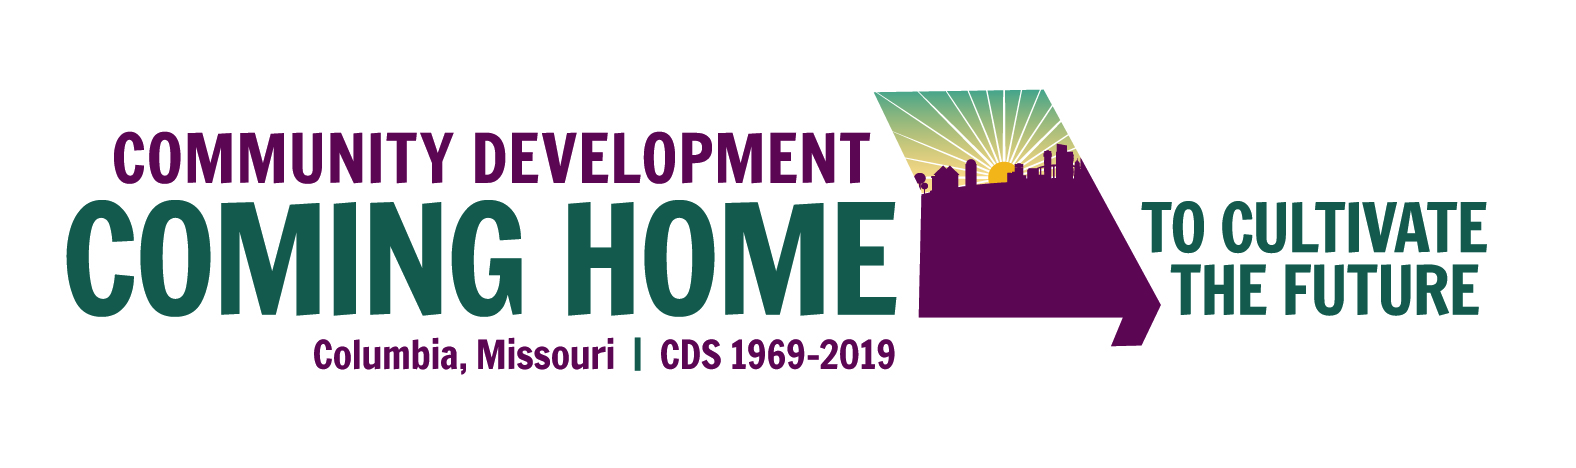 COMMUNITY DEVELOPMENT
COMING HOME
TO CULTIVATE
THE FUTURE
Columbia, Missouri | CDS 1969-2019